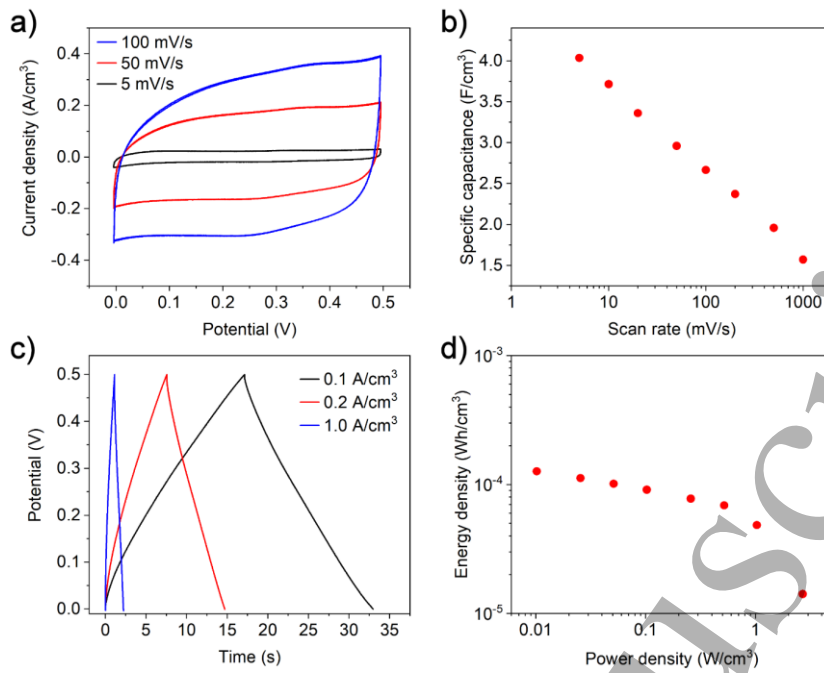 a)
100 mV/s
50 mV/s
5 mV/s
0.4
0.2
0.0
-0.2
-0.4
Current density (A/cm³)
0.0 0.1 0.2 0.3 0.4 0.5
Potential (V)
b)
4.0
3.5
3.0
2.5
2.0
1.5
Specific capacitance (F/cm³)
1 10 100 1000
Scan rate (mV/s)
c)
0.1 A/cm³
0.2 A/cm³
1.0 A/cm³
0.5
0.4
0.3
0.2
0.1
0.0
Potential (V)
0 5 10 15 20 25 30 35
Time (s)
d)
10⁻³
10⁻⁴
10⁻⁵
Energy density (Wh/cm³)
0.01 0.1 1
Power density (W/cm³)